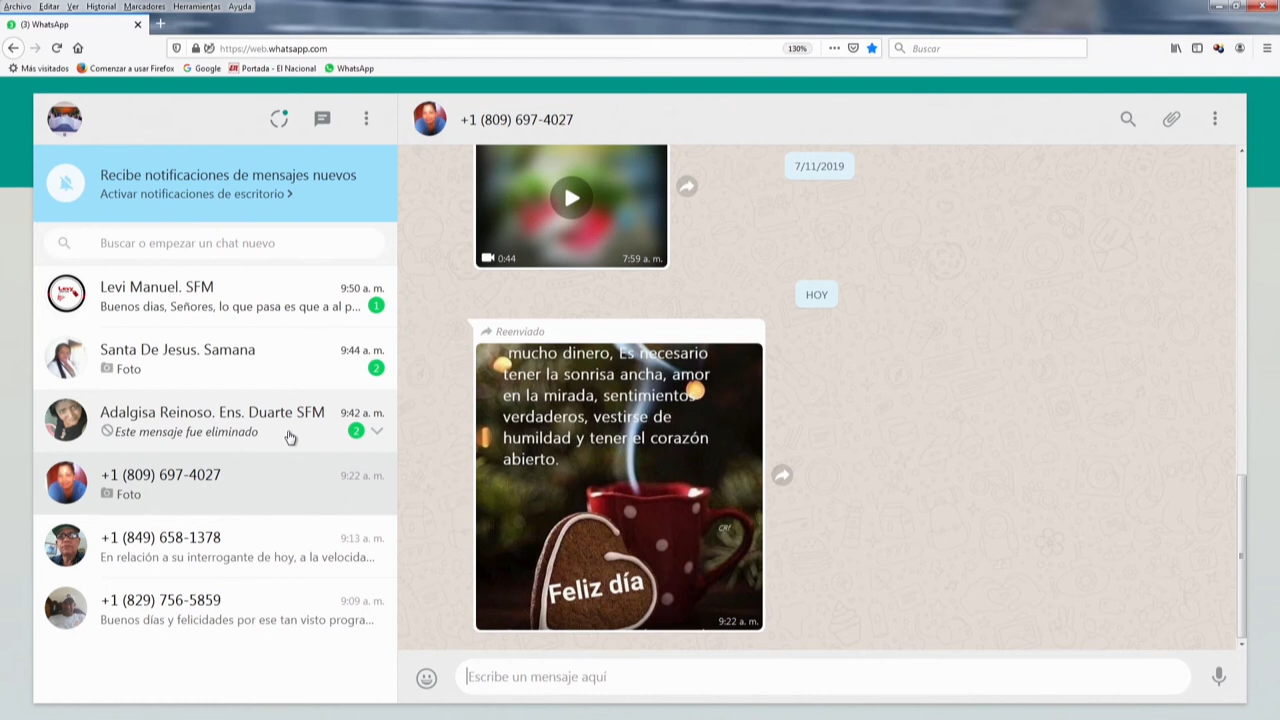 Archivo Editar Ver Historial Marcadores Herramientas Ayuda
(3) WhatsApp
https://web.whatsapp.com
130%
Buscar
Más visitados
Comenzar a usar Firefox
Google
Portada - El Nacional
WhatsApp
Recibe notificaciones de mensajes nuevos
Activar notificaciones de escritorio >
Buscar o empezar un chat nuevo
Levi Manuel. SFM 9:50 a. m.
Buenos dias, Señores, lo que pasa es que a al p... 1
Santa De Jesus. Samana 9:44 a. m.
Foto 2
Adalgisa Reinoso. Ens. Duarte SFM 9:42 a. m.
Este mensaje fue eliminado 2
+1 (809) 697-4027 9:22 a. m.
Foto
+1 (849) 658-1378 9:13 a. m.
En relación a su interrogante de hoy, a la velocida...
+1 (829) 756-5859 9:09 a. m.
Buenos días y felicidades por ese tan visto progra...
+1 (809) 697-4027
7/11/2019
0:44 7:59 a. m.
HOY
Reenviado
mucho dinero, Es necesario
tener la sonrisa ancha, amor
en la mirada, sentimientos
verdaderos, vestirse de
humildad y tener el corazón
abierto.
CRF
Feliz día
9:22 a. m.
Escribe un mensaje aquí